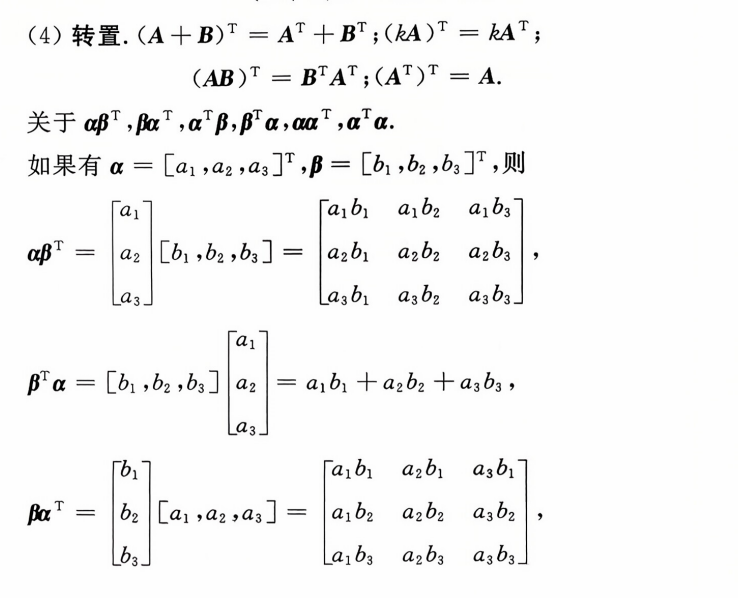 (4) 转置. (A + B)ᵀ = Aᵀ + Bᵀ; (kA)ᵀ = kAᵀ;
(AB)ᵀ = BᵀAᵀ; (Aᵀ)ᵀ = A.
关于 αβᵀ, βαᵀ, αᵀβ, βᵀα, ααᵀ, αᵀα.
如果有 α = [a₁, a₂, a₃]ᵀ, β = [b₁, b₂, b₃]ᵀ, 则
αβᵀ = [a₁ a₂ a₃] [b₁, b₂, b₃] = [a₁b₁ a₁b₂ a₁b₃
a₂b₁ a₂b₂ a₂b₃
a₃b₁ a₃b₂ a₃b₃],
βᵀα = [b₁, b₂, b₃] [a₁ a₂ a₃] = a₁b₁ + a₂b₂ + a₃b₃,
βαᵀ = [b₁ b₂ b₃] [a₁, a₂, a₃] = [a₁b₁ a₂b₁ a₃b₁
a₁b₂ a₂b₂ a₃b₂
a₁b₃ a₂b₃ a₃b₃],